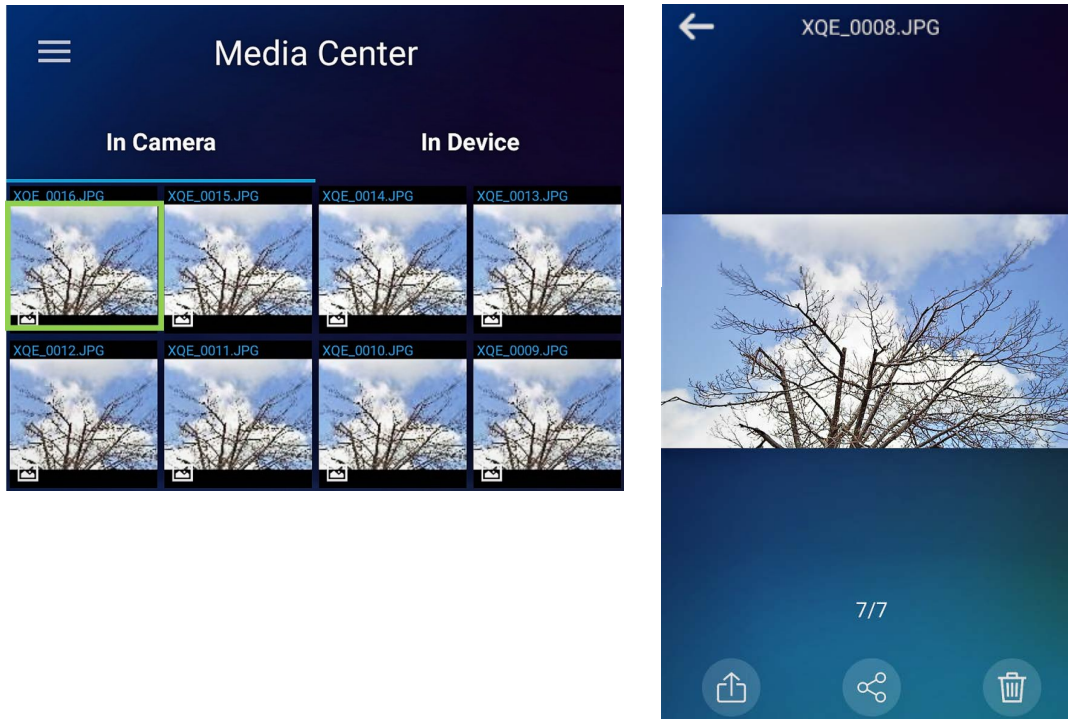 Media Center
In Camera In Device
XQE_0016.JPG XQE_0015.JPG XQE_0014.JPG XQE_0013.JPG
XQE_0012.JPG XQE_0011.JPG XQE_0010.JPG XQE_0009.JPG
XQE_0008.JPG
7/7